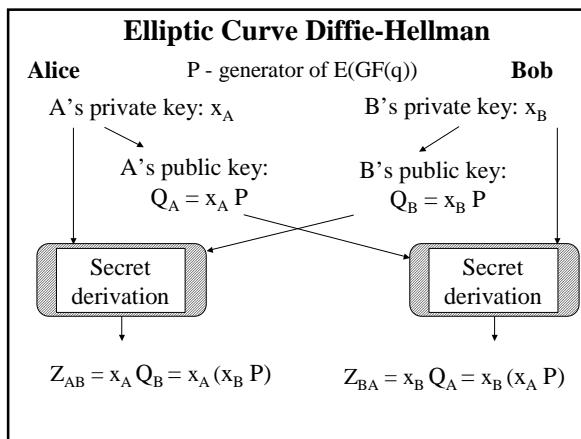 Elliptic Curve Diffie-Hellman
Alice P - generator of E(GF(q)) Bob
A's private key: x_A
B's private key: x_B
A's public key:
Q_A = x_A P
B's public key:
Q_B = x_B P
Secret
derivation
Secret
derivation
Z_AB = x_A Q_B = x_A (x_B P)
Z_BA = x_B Q_A = x_B (x_A P)